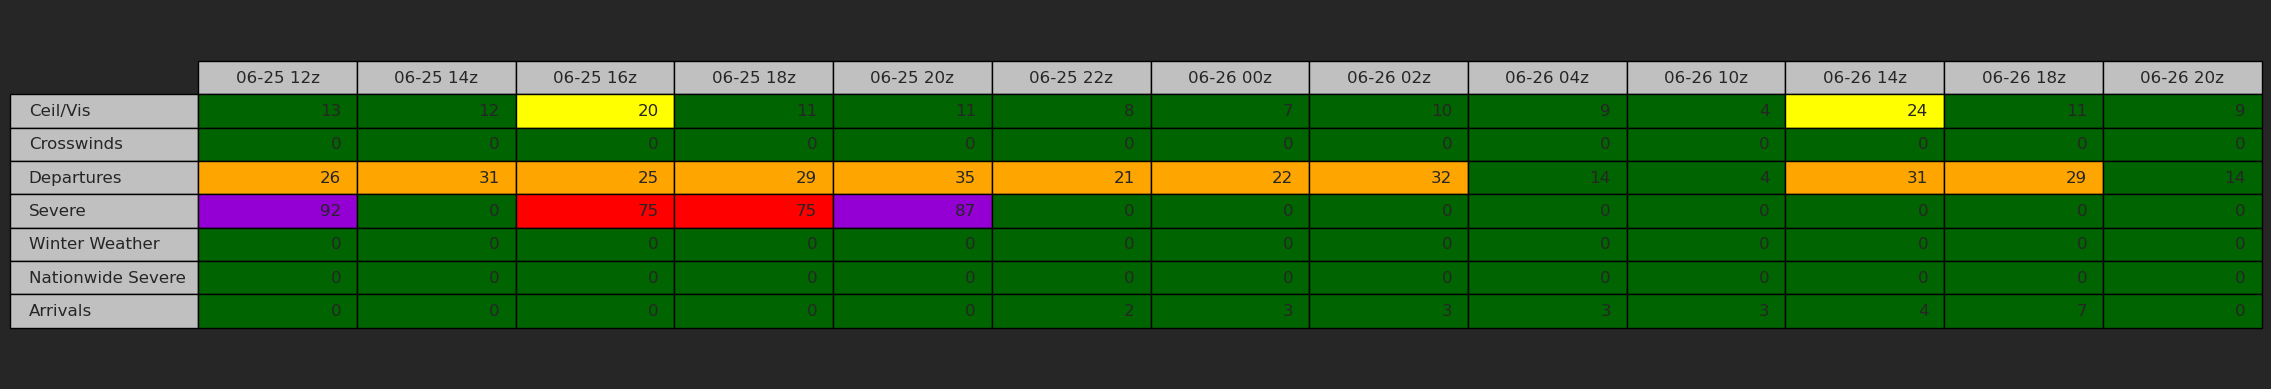 06-25 12z 06-25 14z 06-25 16z 06-25 18z 06-25 20z 06-25 22z 06-26 00z 06-26 02z 06-26 04z 06-26 10z 06-26 14z 06-26 18z 06-26 20z
Ceil/Vis 13 12 20 11 11 8 7 10 9 4 24 11 9
Crosswinds 0 0 0 0 0 0 0 0 0 0 0 0 0
Departures 26 31 25 29 35 21 22 32 14 4 31 29 14
Severe 92 0 75 75 87 0 0 0 0 0 0 0 0
Winter Weather 0 0 0 0 0 0 0 0 0 0 0 0 0
Nationwide Severe 0 0 0 0 0 0 0 0 0 0 0 0 0
Arrivals 0 0 0 0 0 2 3 3 3 3 4 7 0